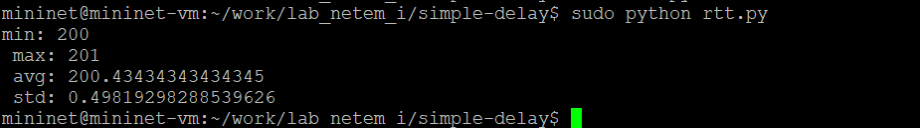 mininet@mininet-vm:~/work/lab_netem_i/simple-delay$ sudo python rtt.py
min: 200
 max: 201
 avg: 200.43434343434345
 std: 0.49819298288539626
mininet@mininet-vm:~/work/lab_netem_i/simple-delay$